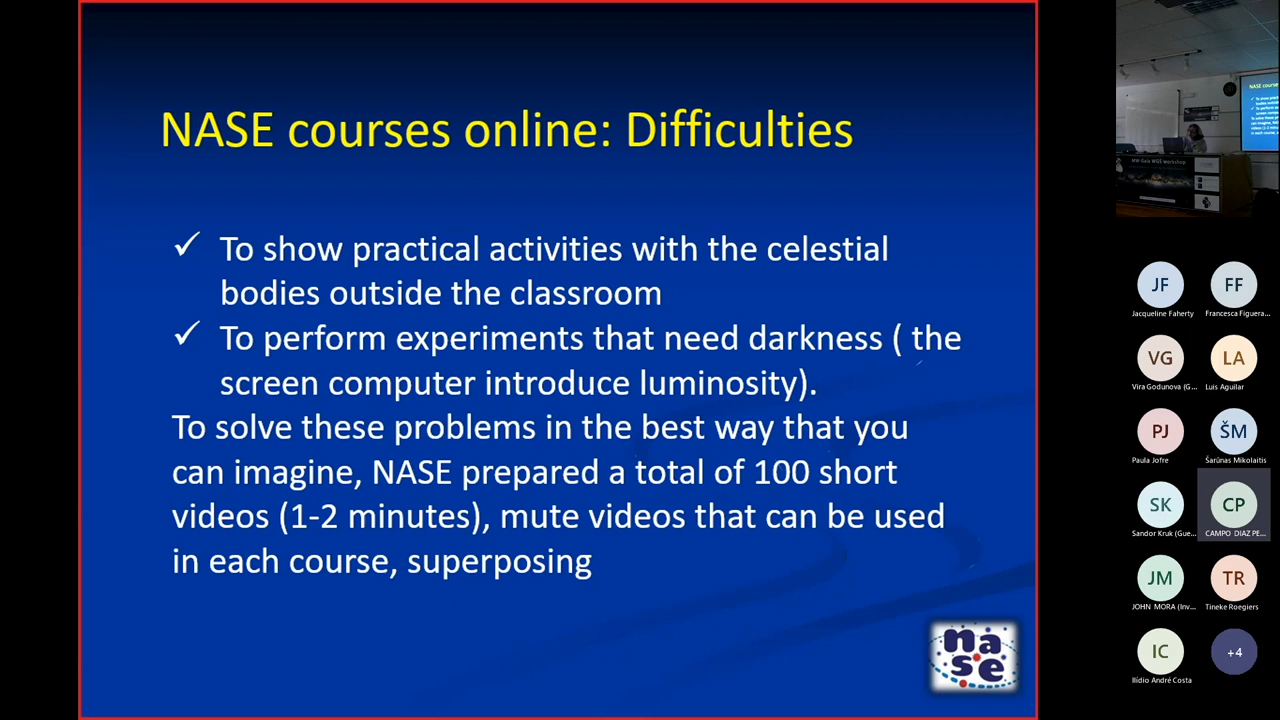 NASE courses online: Difficulties
✓ To show practical activities with the celestial
bodies outside the classroom
✓ To perform experiments that need darkness ( the
screen computer introduce luminosity).
To solve these problems in the best way that you
can imagine, NASE prepared a total of 100 short
videos (1-2 minutes), mute videos that can be used
in each course, superposing
nase
MW-Gaia WG5 Workshop
JF
FF
Jacqueline Faherty
Francesca Figuera...
VG
LA
Vira Godunova (G...
Luis Aguilar
PJ
ŠM
Paula Jofre
Šarūnas Mikolaitis
SK
CP
Sandor Kruk (Gue...
CAMPO DIAZ PE...
JM
TR
JOHN MORA (Inv...
Tineke Roegiers
IC
+4
Ilídio André Costa